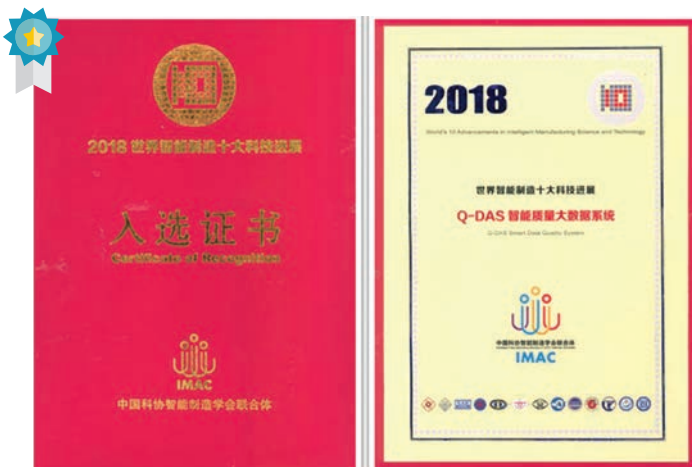 2018 世界智能制造十大科技进展
入选证书
Certificate of Recognition
IMAC
中国科协智能制造学会联合体
2018
World's 10 Advancements in Intelligent Manufacturing Science and Technology
世界智能制造十大科技进展
Q-DAS 智能质量大数据系统
Q-DAS Smart Data Quality System
中国科协智能制造学会联合体
IMAC